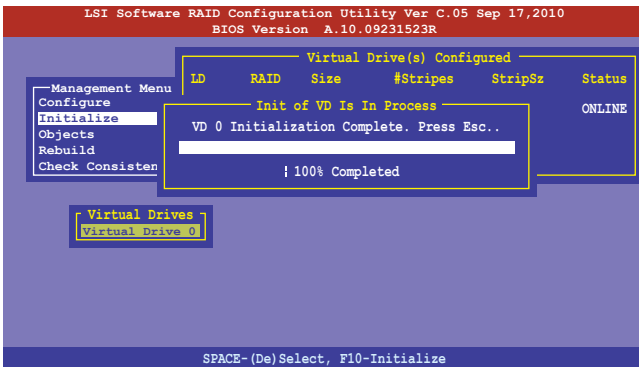 LSI Software RAID Configuration Utility Ver C.05 Sep 17,2010
BIOS Version A.10.09231523R
Virtual Drive(s) Configured
LD RAID Size #Stripes StripSz Status
ONLINE
Management Menu
Configure
Initialize
Objects
Rebuild
Check Consisten
Init of VD Is In Process
VD 0 Initialization Complete. Press Esc..
100% Completed
Virtual Drives
Virtual Drive 0
SPACE-(De)Select, F10-Initialize